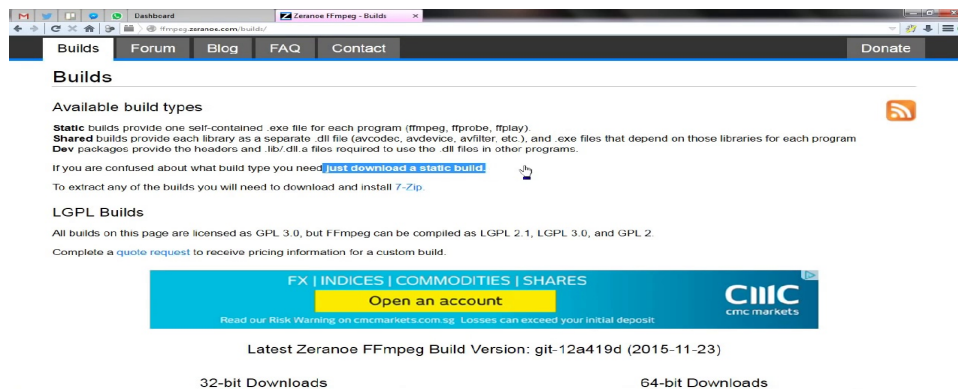 Dashboard
Zeranoe FFmpeg - Builds
ffmpeg.zeranoe.com/builds/
Builds Forum Blog FAQ Contact Donate
Builds
Available build types
Static builds provide one self-contained .exe file for each program (ffmpeg, ffprobe, ffplay).
Shared builds provide each library as a separate .dll file (avcodec, avdevice, avfilter, etc.), and .exe files that depend on those libraries for each program
Dev packages provide the headers and .lib/.dll.a files required to use the .dll files in other programs.
If you are confused about what build type you need just download a static build.
To extract any of the builds you will need to download and install 7-Zip.
LGPL Builds
All builds on this page are licensed as GPL 3.0, but FFmpeg can be compiled as LGPL 2.1, LGPL 3.0, and GPL 2.
Complete a quote request to receive pricing information for a custom build.
FX | INDICES | COMMODITIES | SHARES
Open an account
Read our Risk Warning on cmcmarkets.com.sg Losses can exceed your initial deposit
cmc markets
Latest Zeranoe FFmpeg Build Version: git-12a419d (2015-11-23)
32-bit Downloads 64-bit Downloads